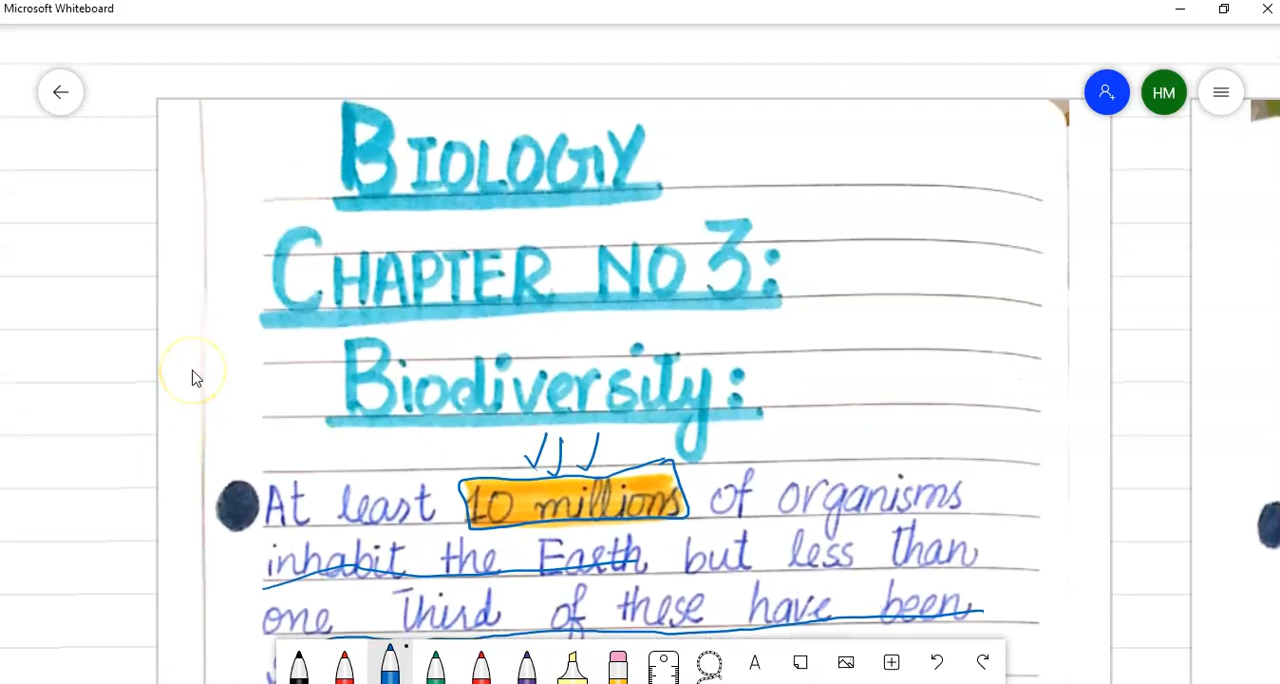 Microsoft Whiteboard
HM
BIOLOGY
CHAPTER NO 3:
Biodiversity:
At least 10 millions of organisms
inhabit the Earth but less than
one Third of these have been
A